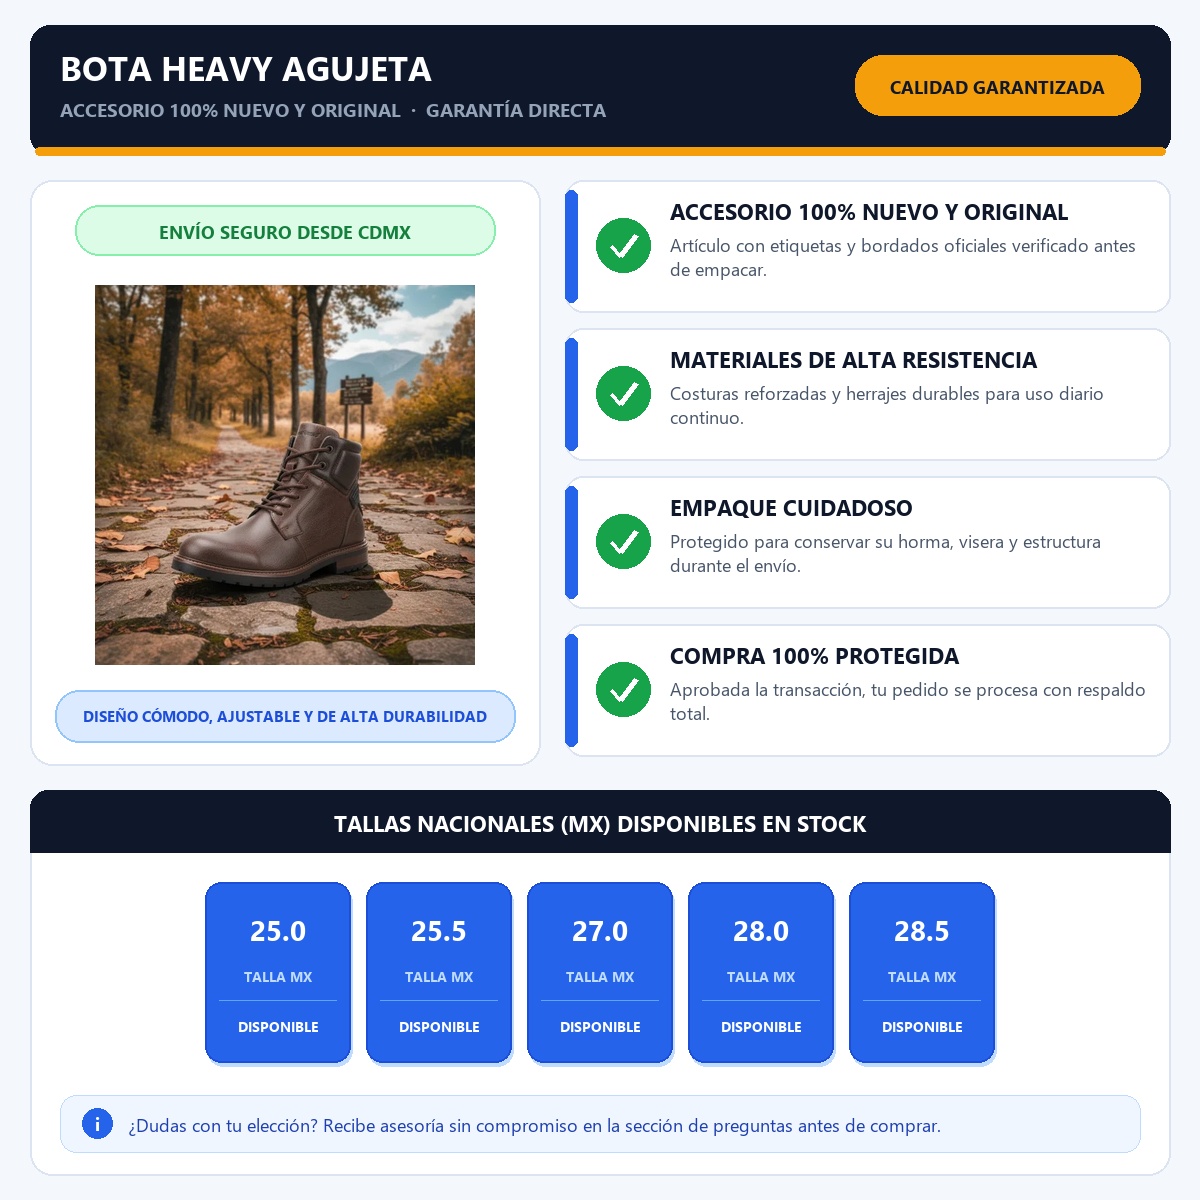 BOTA HEAVY AGUJETA
ACCESORIO 100% NUEVO Y ORIGINAL · GARANTÍA DIRECTA
CALIDAD GARANTIZADA
ENVÍO SEGURO DESDE CDMX
DISEÑO CÓMODO, AJUSTABLE Y DE ALTA DURABILIDAD
ACCESORIO 100% NUEVO Y ORIGINAL
Artículo con etiquetas y bordados oficiales verificado antes
de empacar.
MATERIALES DE ALTA RESISTENCIA
Costuras reforzadas y herrajes durables para uso diario
continuo.
EMPAQUE CUIDADOSO
Protegido para conservar su horma, visera y estructura
durante el envío.
COMPRA 100% PROTEGIDA
Aprobada la transacción, tu pedido se procesa con respaldo
total.
TALLAS NACIONALES (MX) DISPONIBLES EN STOCK
25.0
TALLA MX
DISPONIBLE
25.5
TALLA MX
DISPONIBLE
27.0
TALLA MX
DISPONIBLE
28.0
TALLA MX
DISPONIBLE
28.5
TALLA MX
DISPONIBLE
¿Dudas con tu elección? Recibe asesoría sin compromiso en la sección de preguntas antes de comprar.